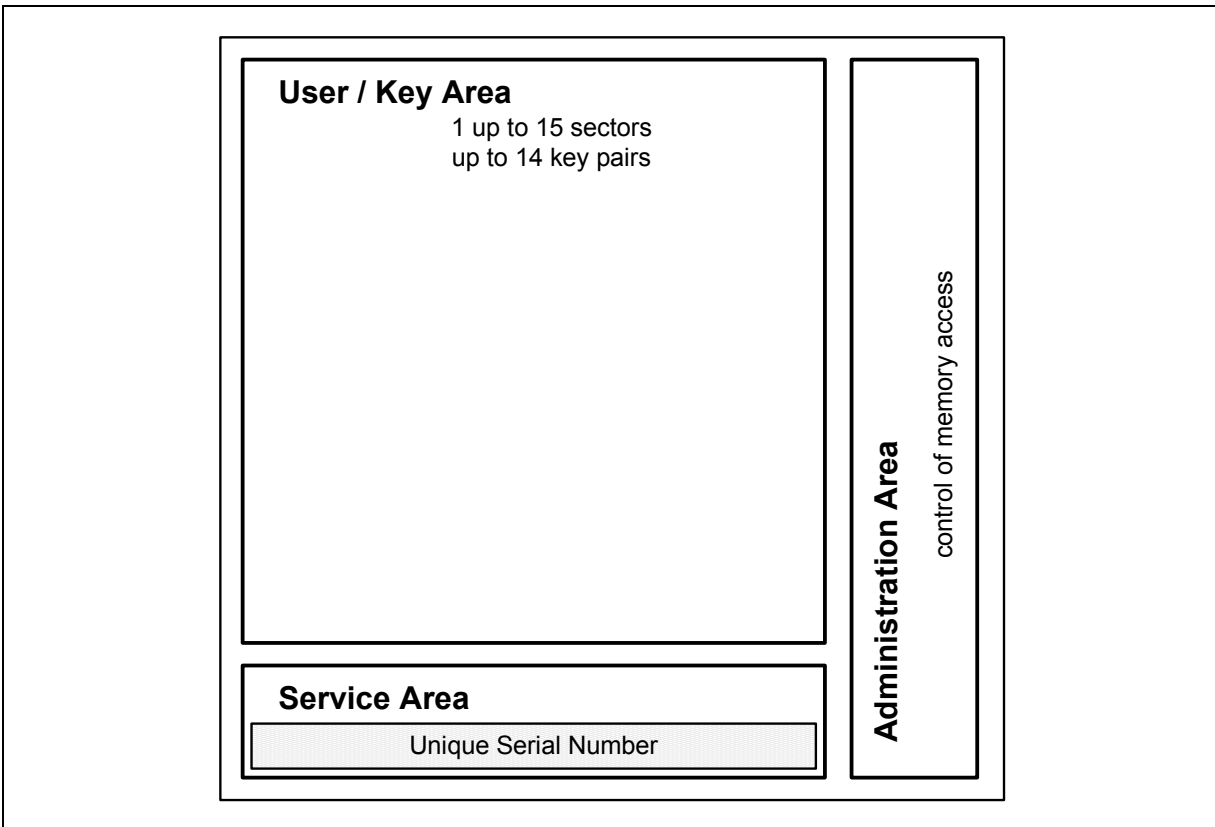 User / Key Area
1 up to 15 sectors
up to 14 key pairs
Service Area
Unique Serial Number
Administration Area
control of memory access